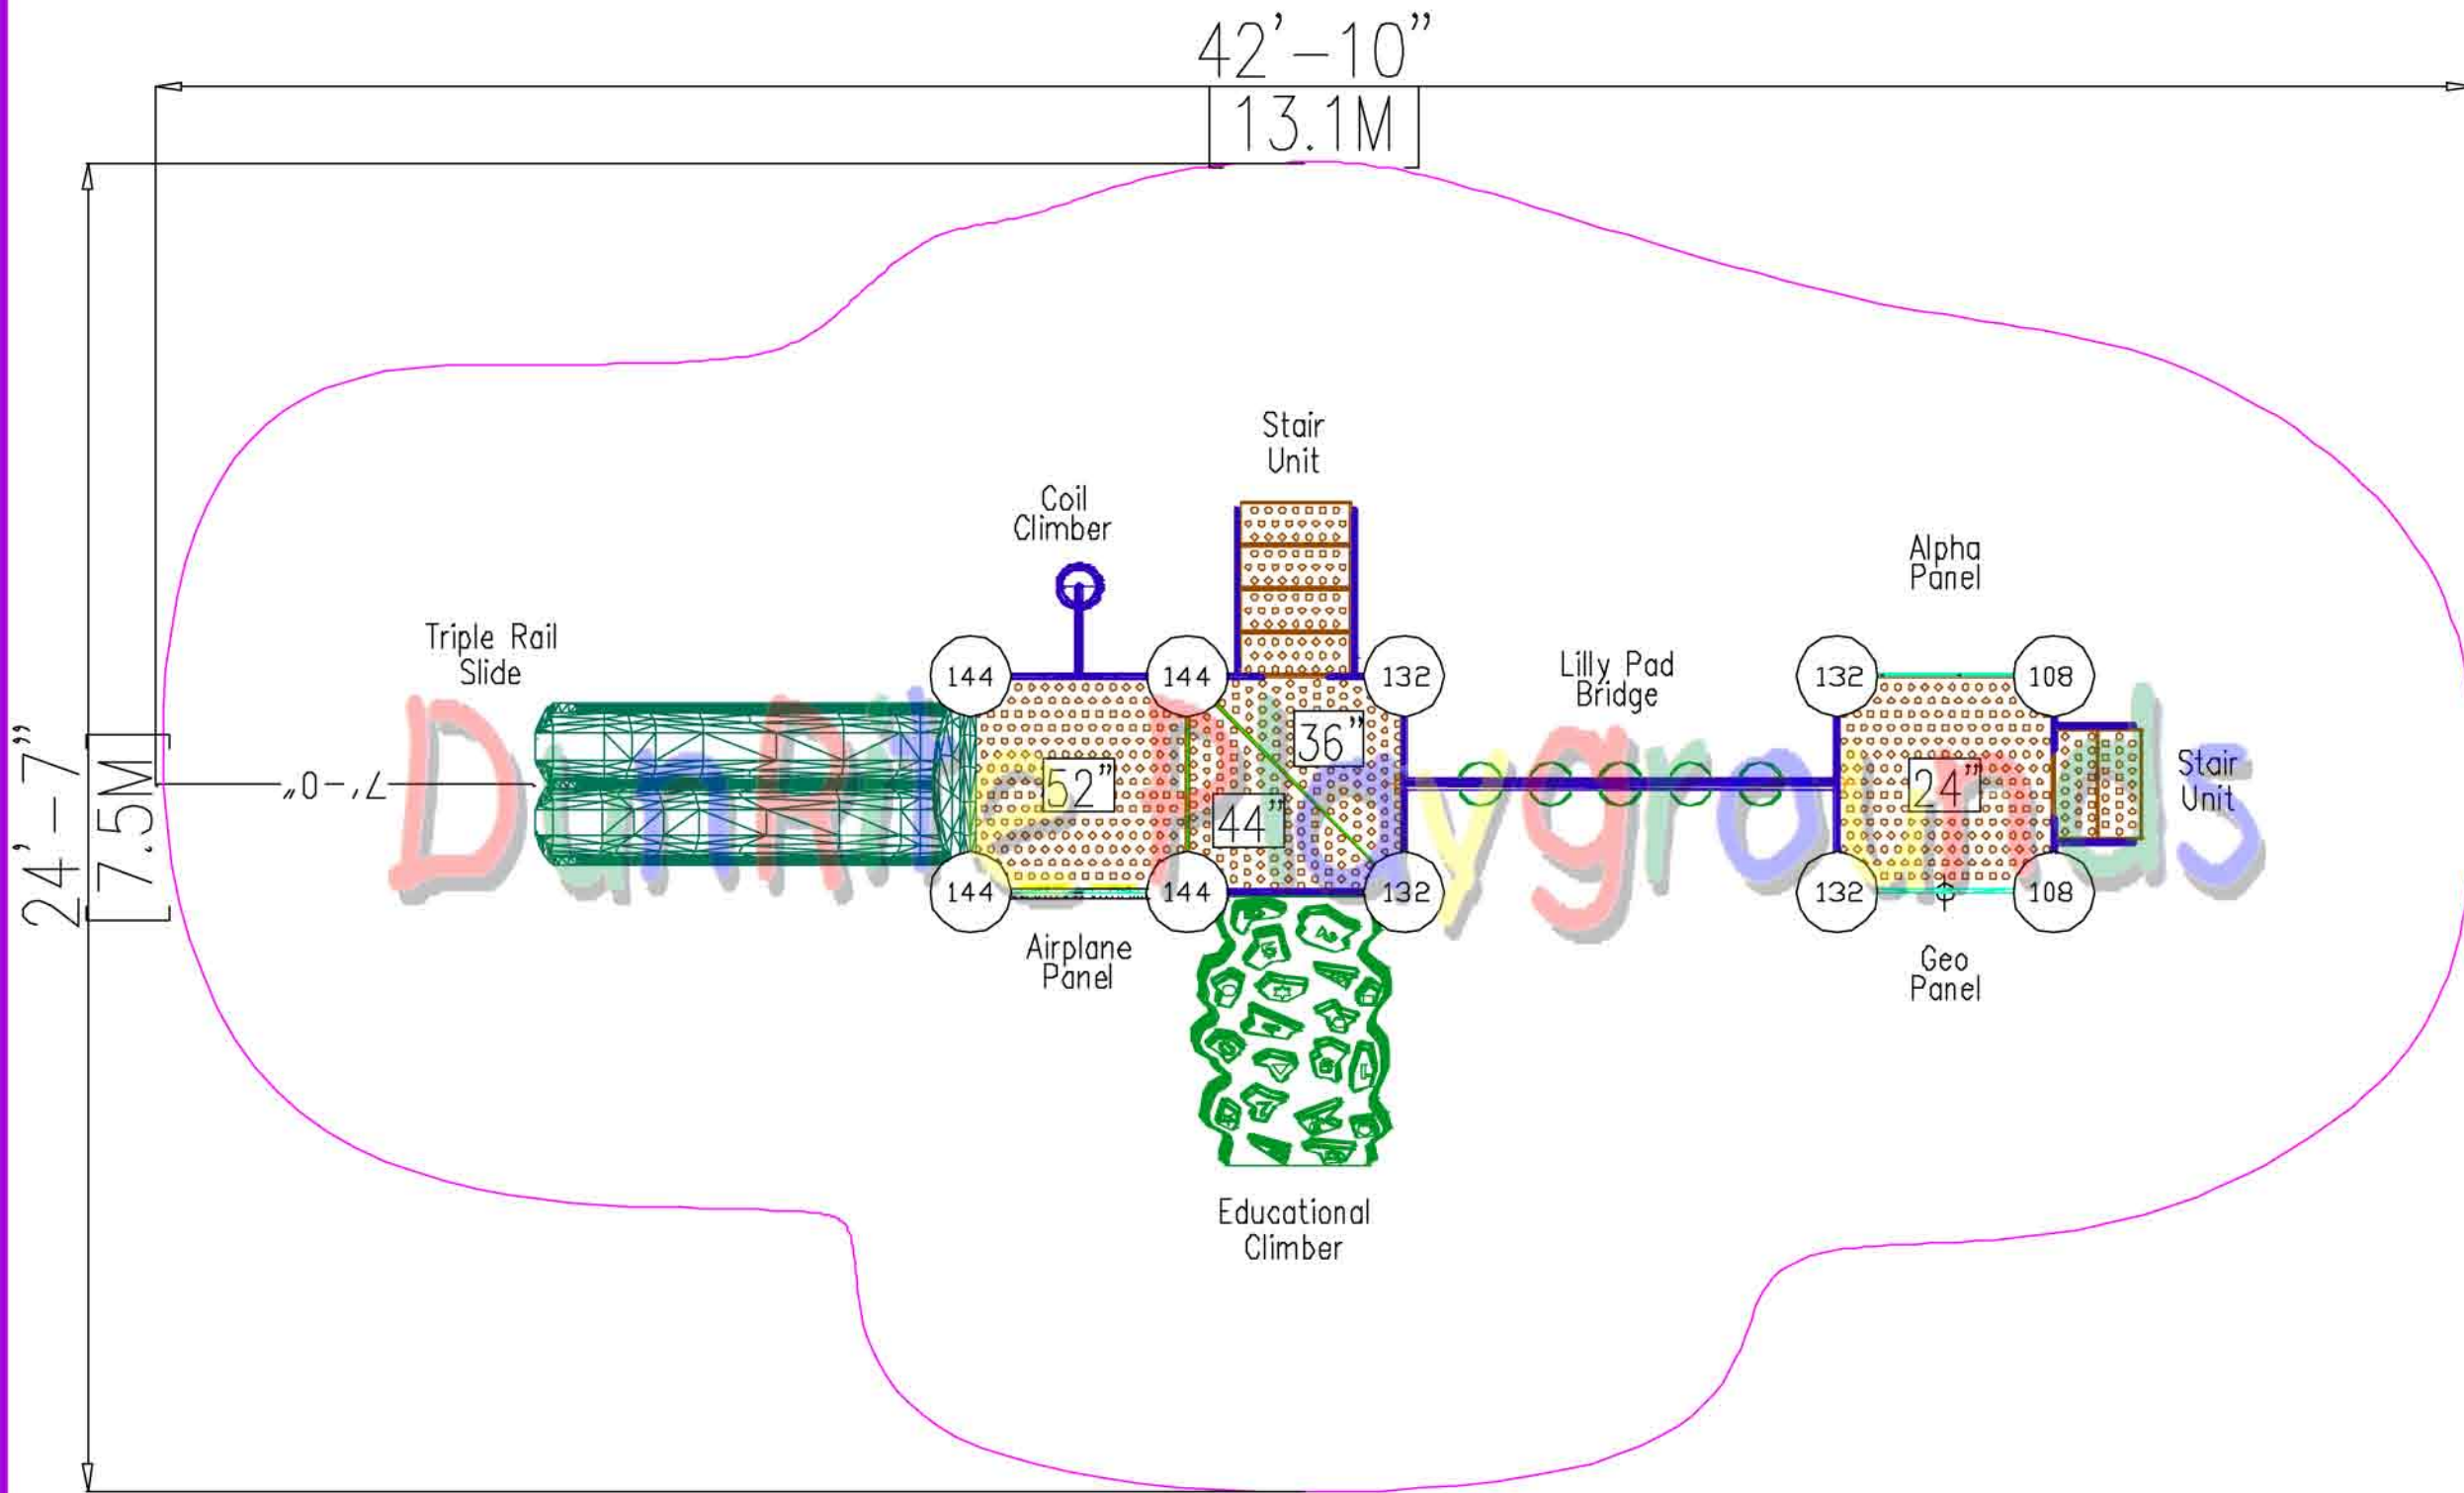 42'-10"
13.1M
Stair
Unit
Coil
Climber
Alpha
Panel
Triple Rail
Slide
Lilly Pad
Bridge
144
144
132
132
108
36"
52"
44"
24"
Stair
Unit
7'-0"
24'-7"
7.5M
DunRite Playgrounds
144
144
132
132
108
Airplane
Panel
Geo
Panel
Educational
Climber